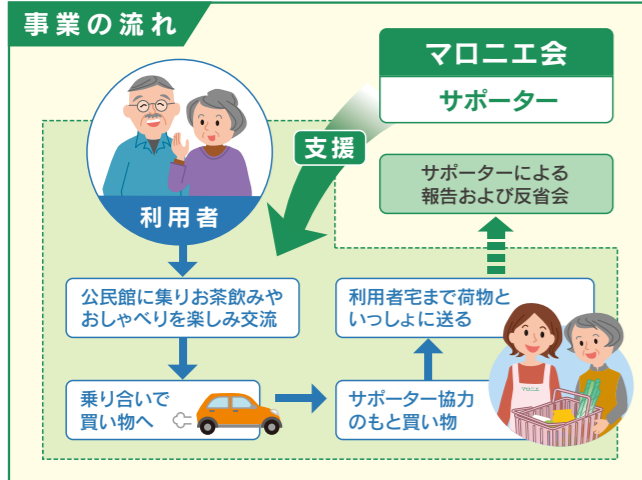 事業の流れ
マロニエ会
サポーター
支援
利用者
サポーターによる
報告および反省会
公民館に集りお茶飲みや
おしゃべりを楽しみ交流
利用者宅まで荷物と
いっしょに送る
乗り合いで
買い物へ
サポーター協力
のもと買い物
マロニエ